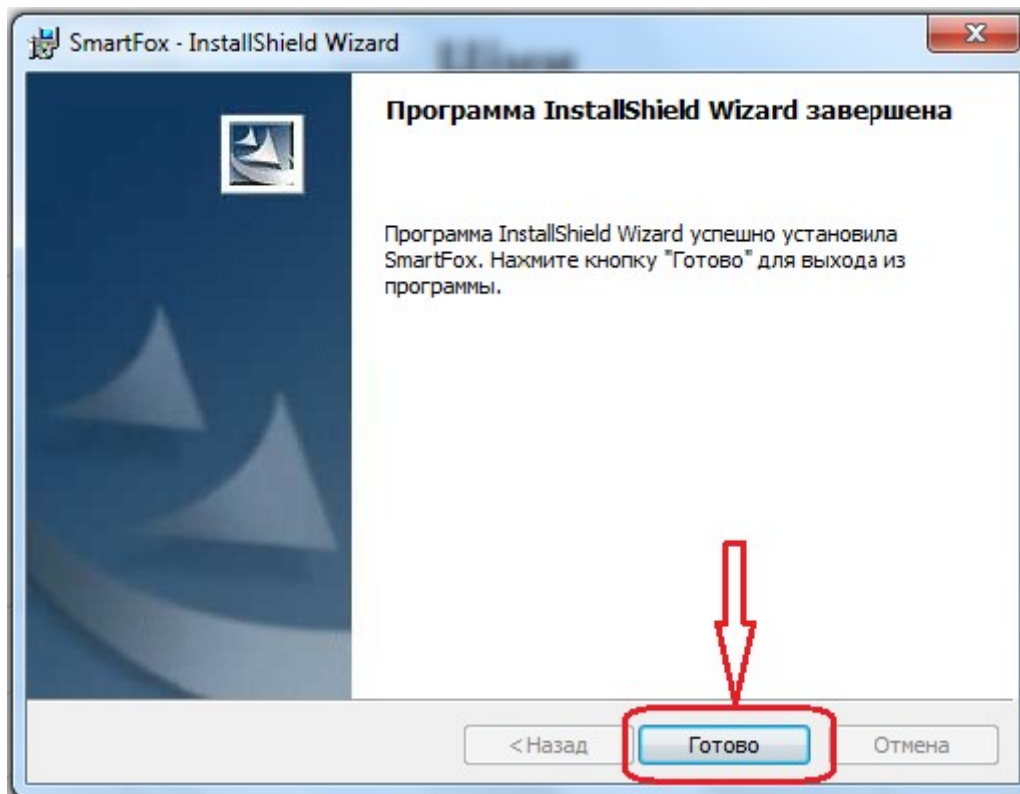 SmartFox - InstallShield Wizard
Программа InstallShield Wizard завершена
Программа InstallShield Wizard успешно установила
SmartFox. Нажмите кнопку "Готово" для выхода из
программы.
<Назад Готово Отмена